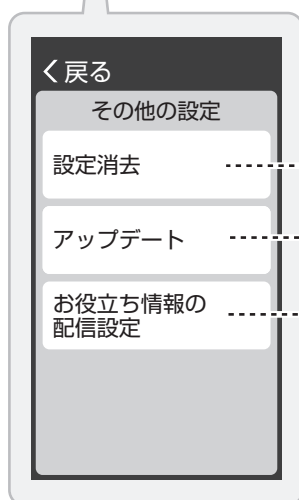 戻る
その他の設定
設定消去
アップデート
お役立ち情報の
配信設定